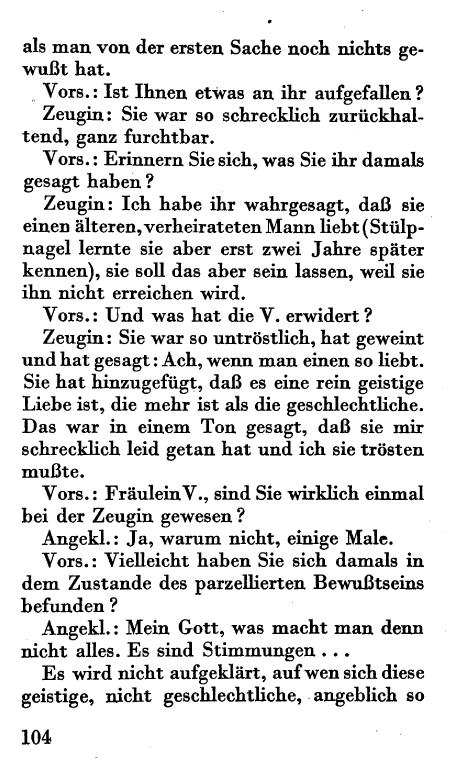 als man von der ersten Sache noch nichts ge-
wußt hat.
Vors.: Ist Ihnen etwas an ihr aufgefallen?
Zeugin: Sie war so schrecklich zurückhal-
tend, ganz furchtbar.
Vors.: Erinnern Sie sich, was Sie ihr damals
gesagt haben?
Zeugin: Ich habe ihr wahrgesagt, daß sie
einen älteren, verheirateten Mann liebt (Stülp-
nagel lernte sie aber erst zwei Jahre später
kennen), sie soll das aber sein lassen, weil sie
ihn nicht erreichen wird.
Vors.: Und was hat die V. erwidert?
Zeugin: Sie war so untröstlich, hat geweint
und hat gesagt: Ach, wenn man einen so liebt.
Sie hat hinzugefügt, daß es eine rein geistige
Liebe ist, die mehr ist als die geschlechtliche.
Das war in einem Ton gesagt, daß sie mir
schrecklich leid getan hat und ich sie trösten
mußte.
Vors.: Fräulein V., sind Sie wirklich einmal
bei der Zeugin gewesen?
Angekl.: Ja, warum nicht, einige Male.
Vors.: Vielleicht haben Sie sich damals in
dem Zustande des parzellierten Bewußtseins
befunden?
Angekl.: Mein Gott, was macht man denn
nicht alles. Es sind Stimmungen . . .
Es wird nicht aufgeklärt, auf wen sich diese
geistige, nicht geschlechtliche, angeblich so
104